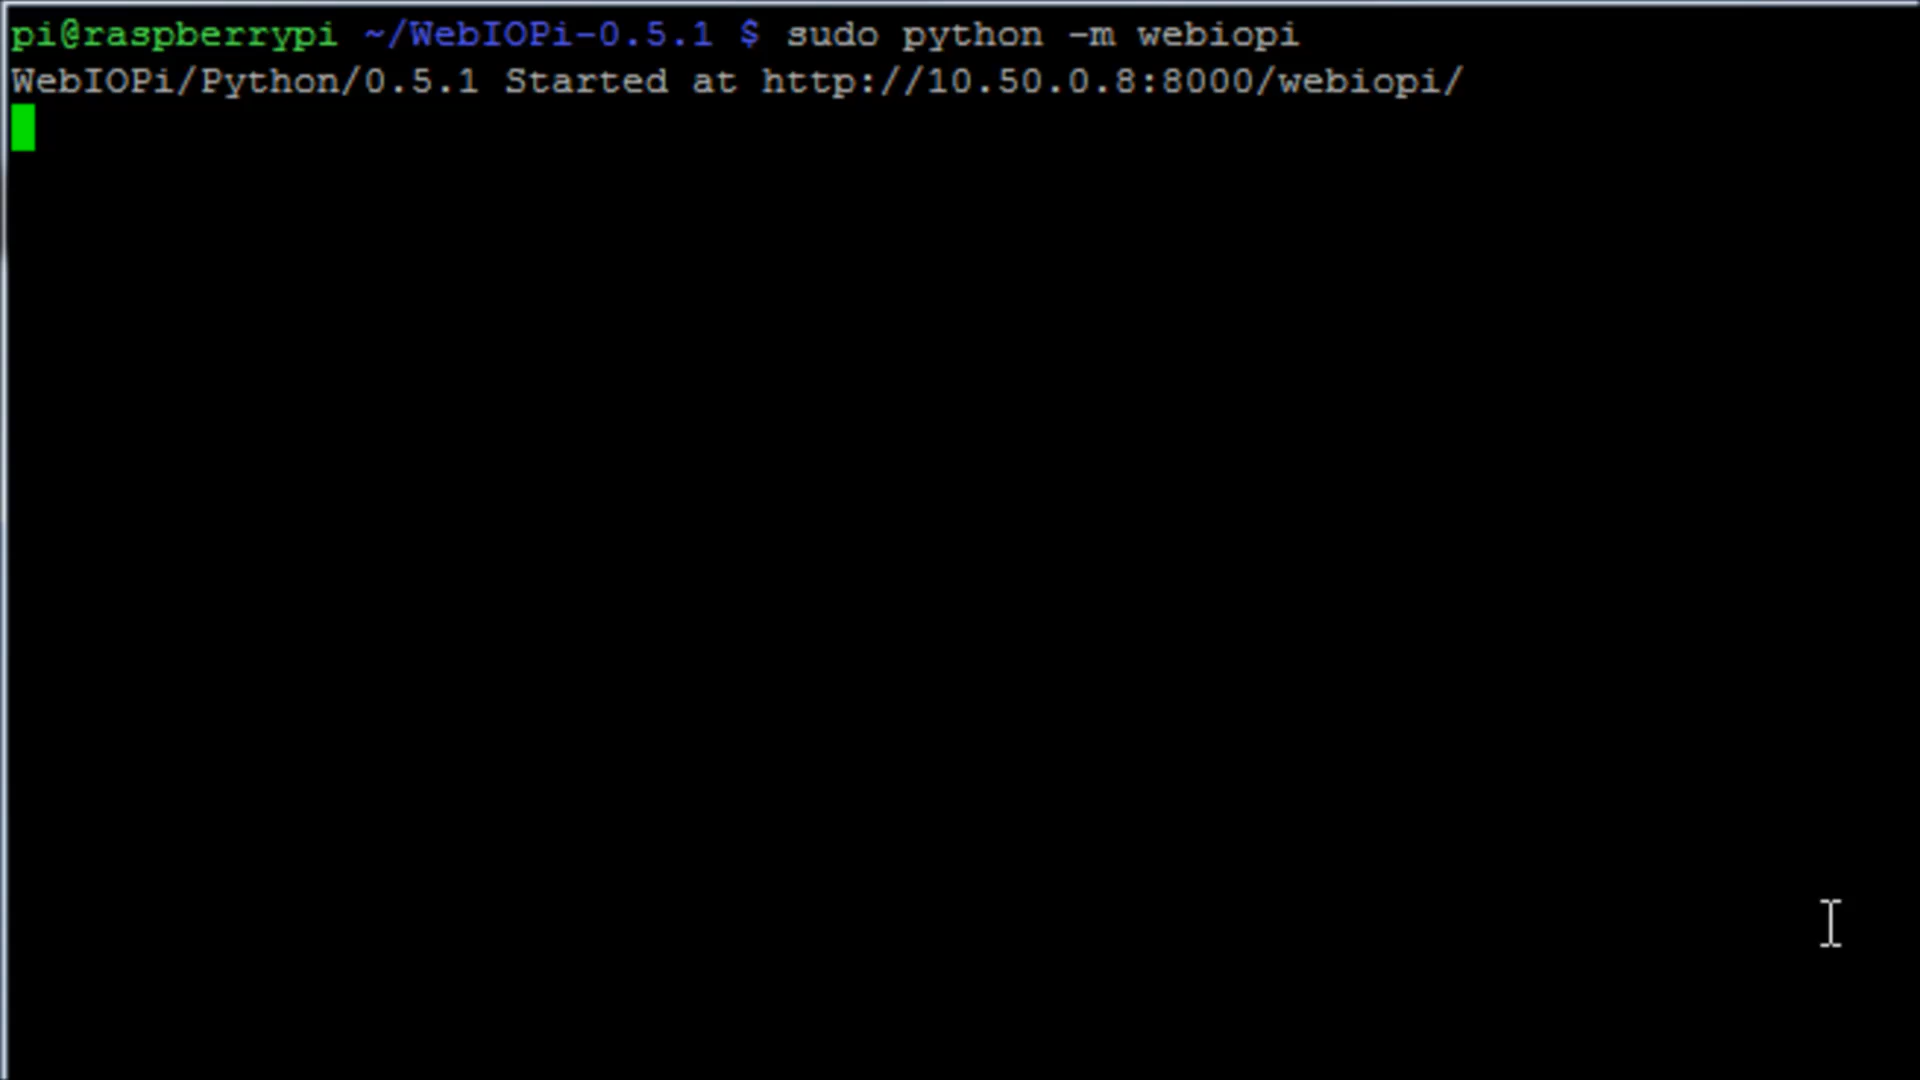 pi@raspberrypi ~/WebIOPi-0.5.1 $ sudo python -m webiopi
WebIOPi/Python/0.5.1 Started at http://10.50.0.8:8000/webiopi/